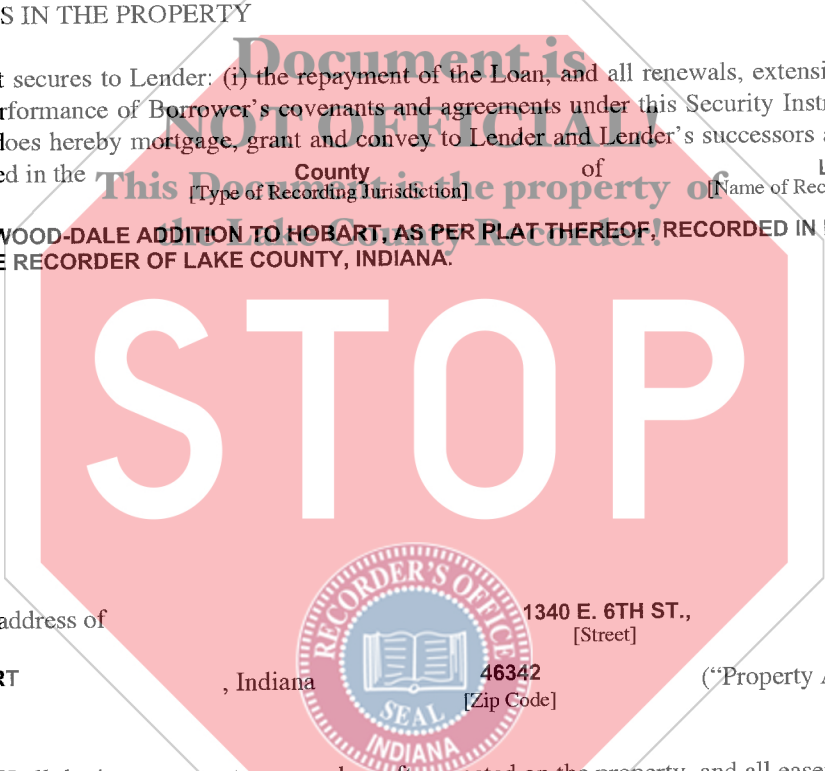 S IN THE PROPERTY
Document is
t secures to Lender: (i) the repayment of the Loan, and all renewals, extensi
rformance of Borrower's covenants and agreements under this Security Instr
NOT OFFICIAL!
does hereby mortgage, grant and convey to Lender and Lender's successors a
ed in the County of L
This Document is the property of
[Type of Recording Jurisdiction] [Name of Rec
the Lake County Recorder!
WOOD-DALE ADDITION TO HOBART, AS PER PLAT THEREOF, RECORDED IN
E RECORDER OF LAKE COUNTY, INDIANA.
STOP
RECORDER'S OFFICE
address of 1340 E. 6TH ST.,
[Street]
RT , Indiana 46342 ("Property A
[Zip Code]
SEAL
INDIANA